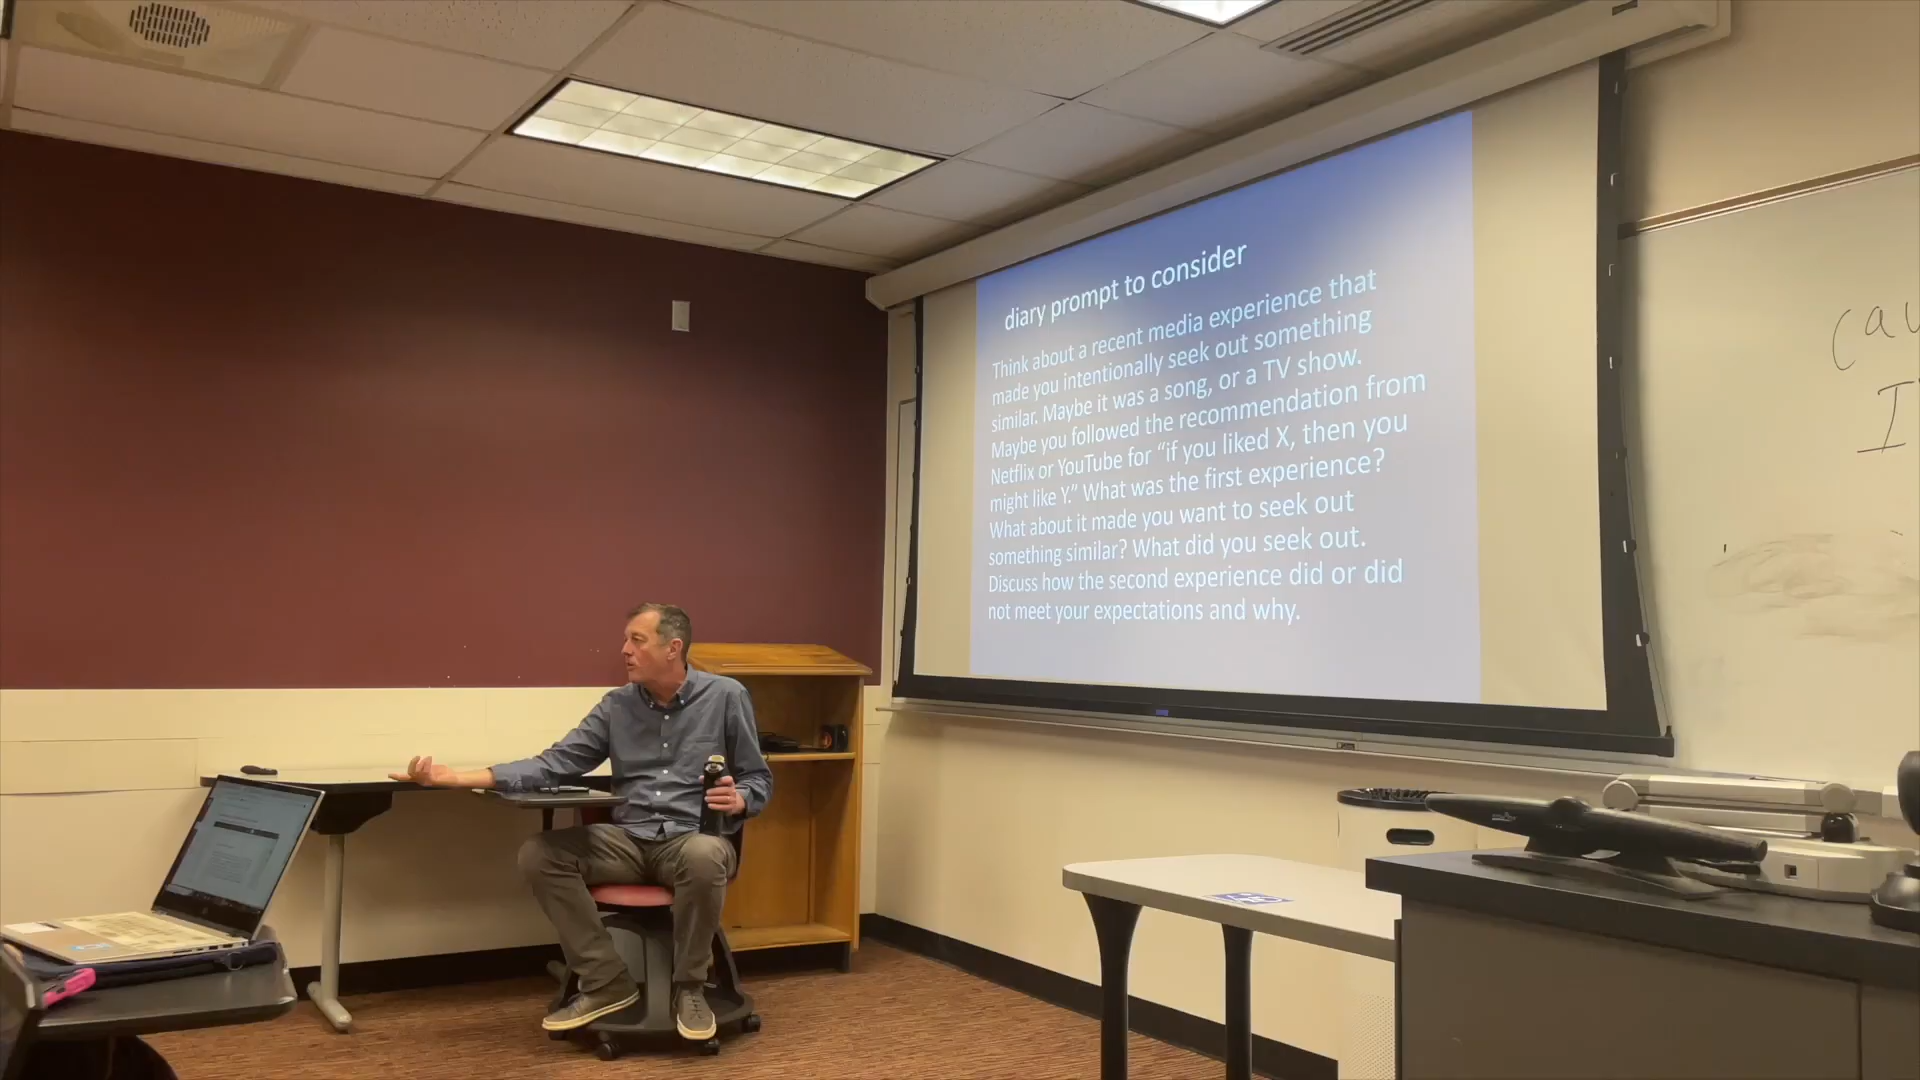 diary prompt to consider
Think about a recent media experience that
made you intentionally seek out something
similar. Maybe it was a song, or a TV show.
Maybe you followed the recommendation from
Netflix or YouTube for “if you liked X, then you
might like Y.” What was the first experience?
What about it made you want to seek out
something similar? What did you seek out.
Discuss how the second experience did or did
not meet your expectations and why.